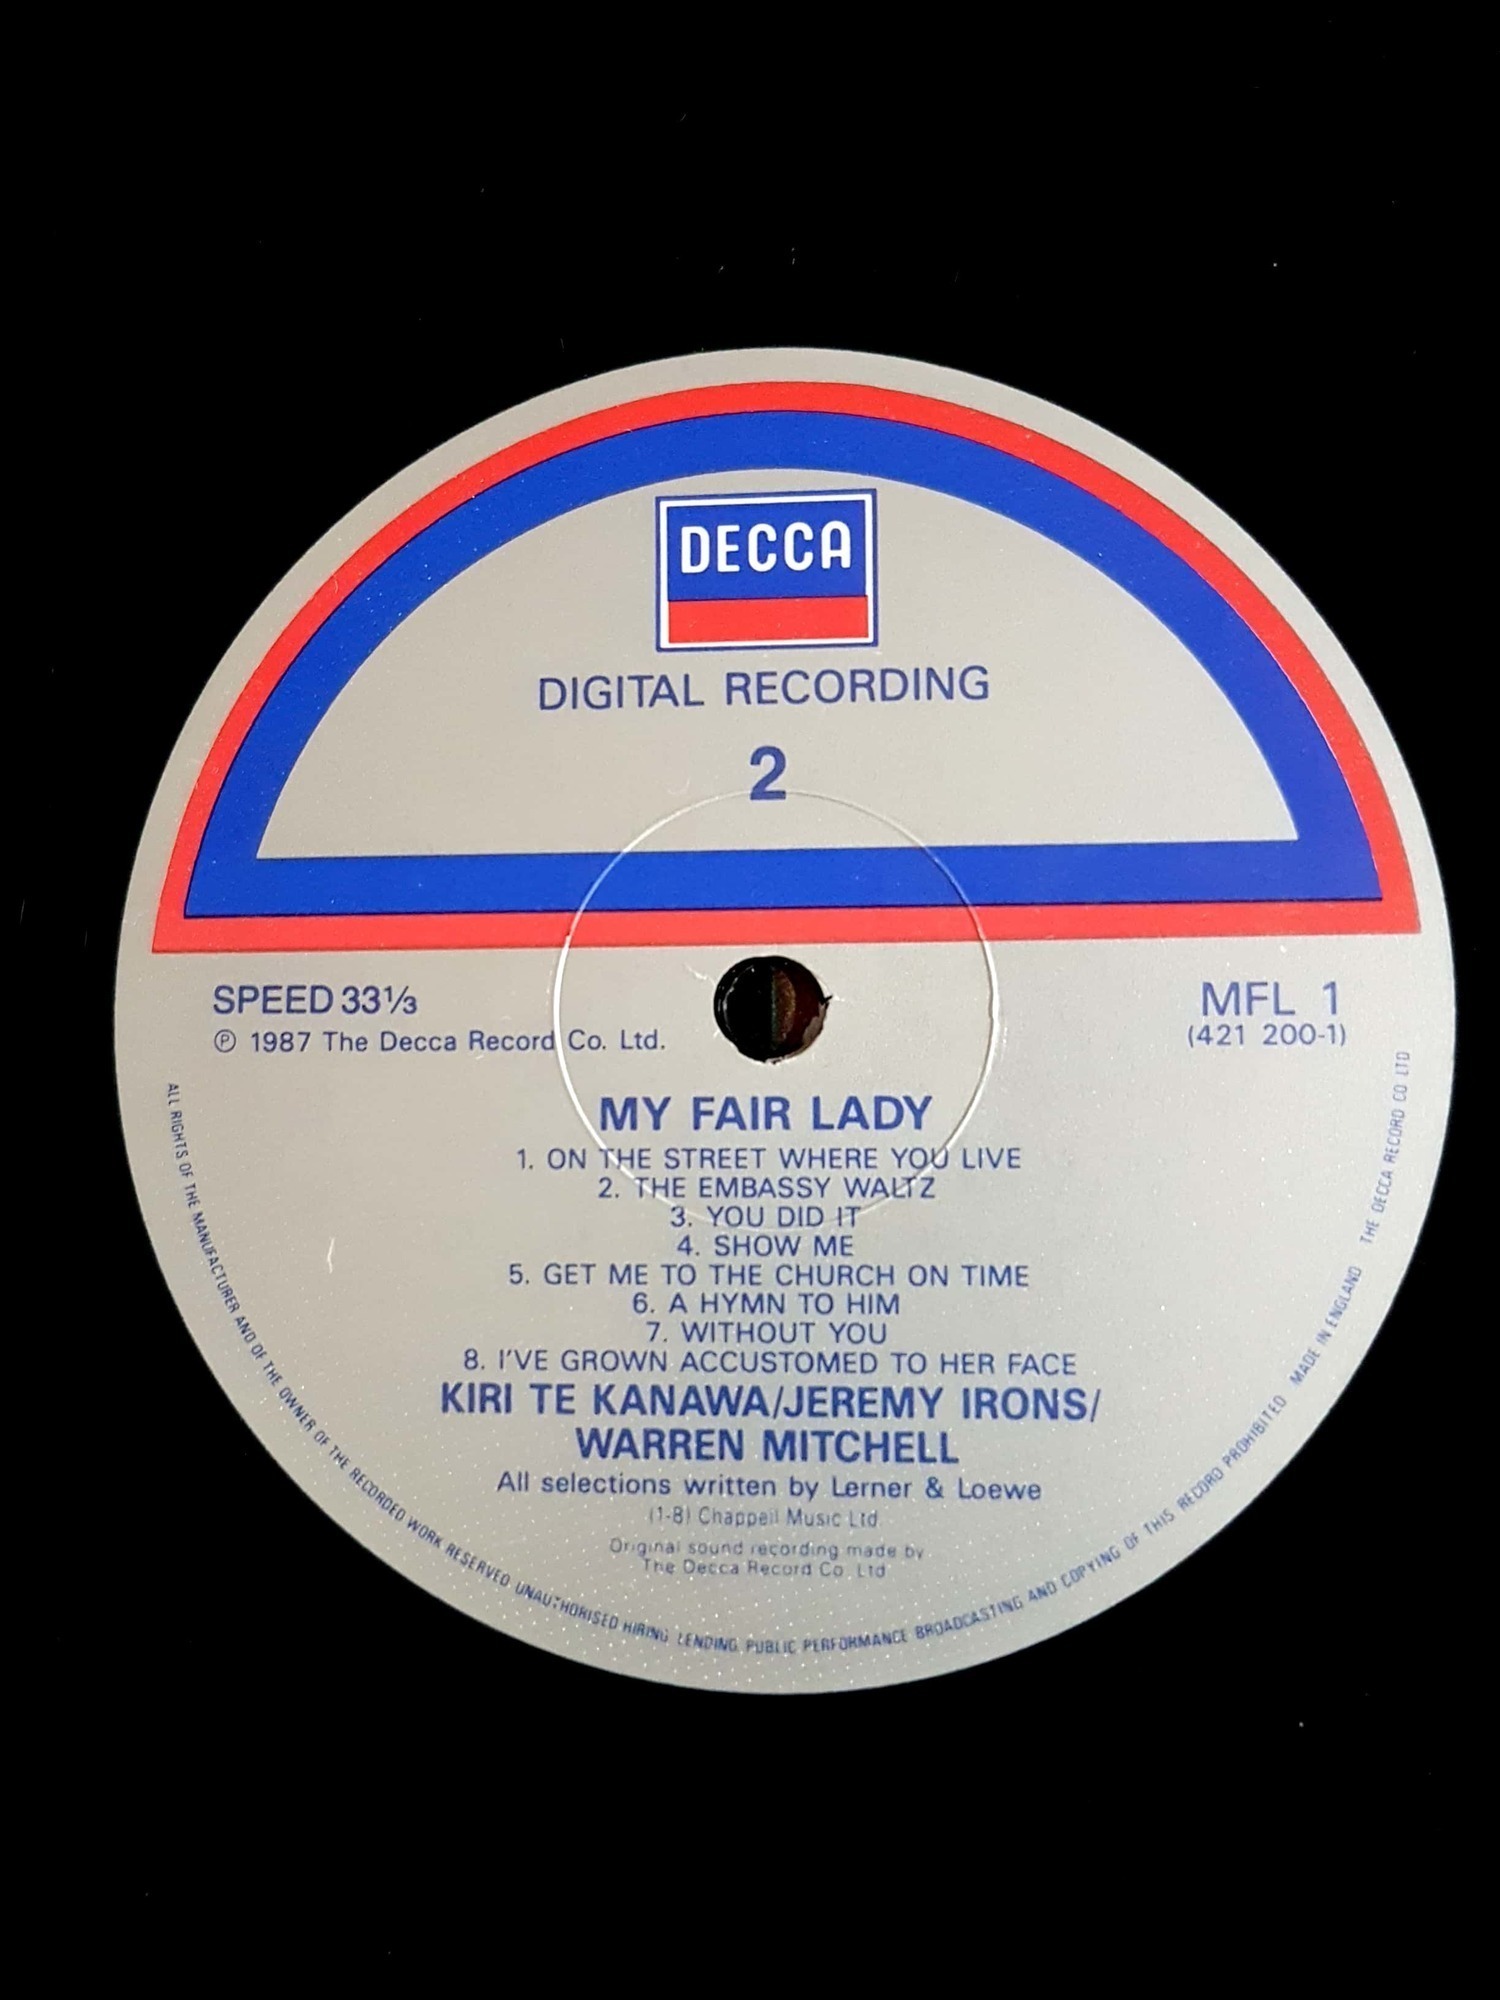 DECCA
DIGITAL RECORDING
2
SPEED 33⅓
℗ 1987 The Decca Record Co. Ltd.
MFL 1
(421 200-1)
MY FAIR LADY
1. ON THE STREET WHERE YOU LIVE
2. THE EMBASSY WALTZ
3. YOU DID IT
4. SHOW ME
5. GET ME TO THE CHURCH ON TIME
6. A HYMN TO HIM
7. WITHOUT YOU
8. I'VE GROWN ACCUSTOMED TO HER FACE
KIRI TE KANAWA/JEREMY IRONS/
WARREN MITCHELL
All selections written by Lerner & Loewe
(1-8) Chappell Music Ltd.
Original sound recording made by
The Decca Record Co. Ltd
ALL RIGHTS OF THE MANUFACTURER AND OF THE OWNER OF THE RECORDED WORK RESERVED UNAUTHORISED HIRING LENDING PUBLIC PERFORMANCE BROADCASTING AND COPYING OF THIS RECORD PROHIBITED MADE IN ENGLAND THE DECCA RECORD CO LTD